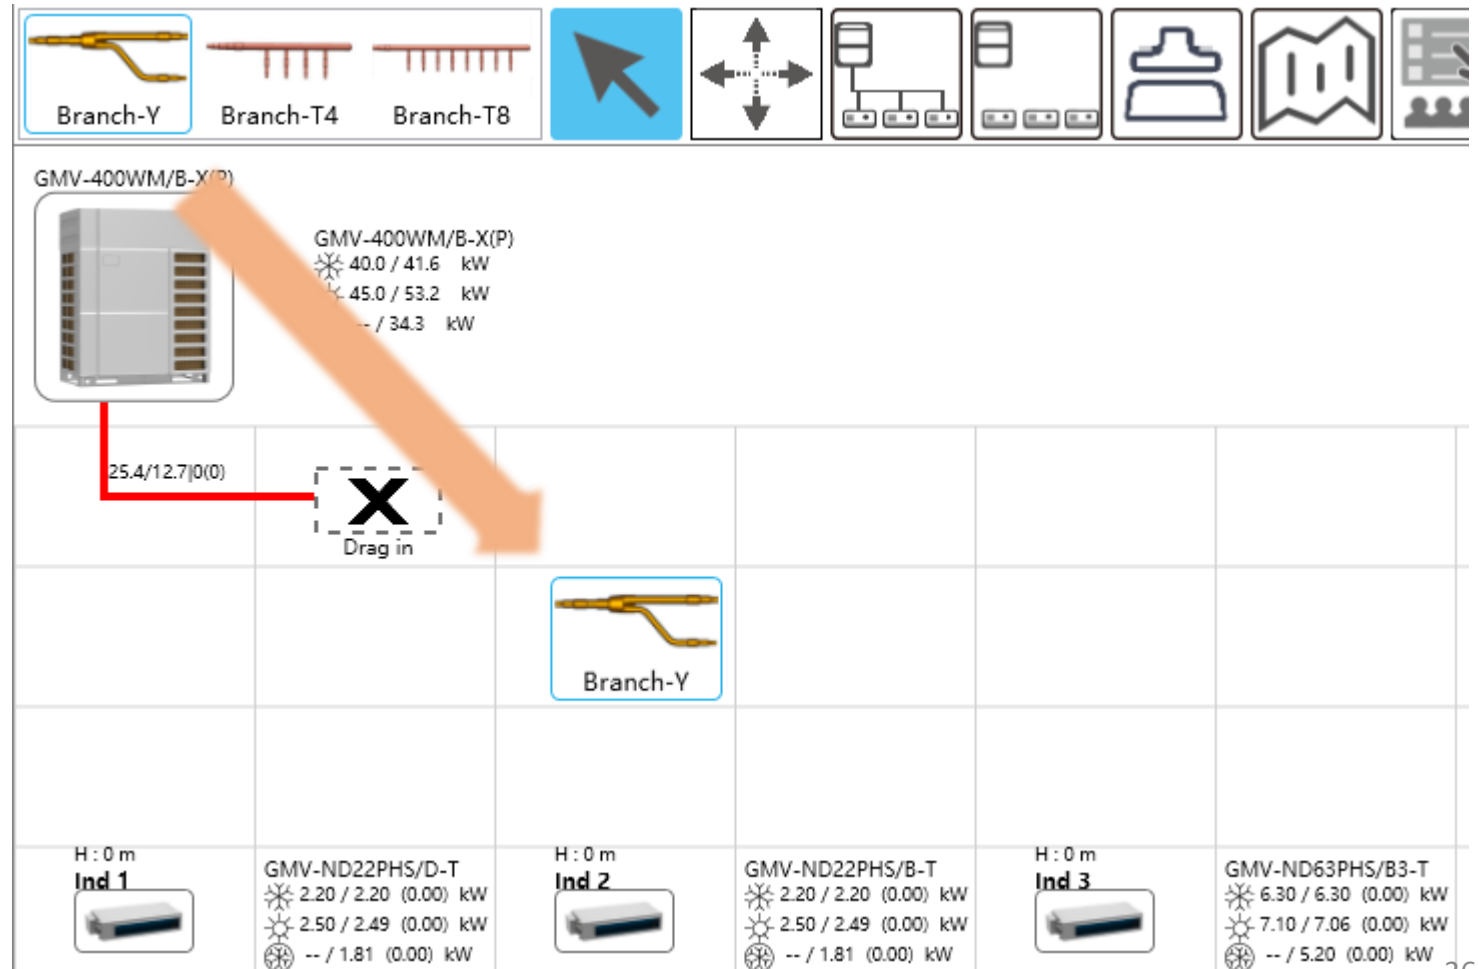 Branch-Y
Branch-T4
Branch-T8
GMV-400WM/B-X(P)
GMV-400WM/B-X(P)
40.0 / 41.6 kW
45.0 / 53.2 kW
-- / 34.3 kW
25.4/12.7|0(0)
X
Drag in
Branch-Y
H : 0 m
Ind 1
GMV-ND22PHS/D-T
2.20 / 2.20 (0.00) kW
2.50 / 2.49 (0.00) kW
-- / 1.81 (0.00) kW
H : 0 m
Ind 2
GMV-ND22PHS/B-T
2.20 / 2.20 (0.00) kW
2.50 / 2.49 (0.00) kW
-- / 1.81 (0.00) kW
H : 0 m
Ind 3
GMV-ND63PHS/B3-T
6.30 / 6.30 (0.00) kW
7.10 / 7.06 (0.00) kW
-- / 5.20 (0.00) kW